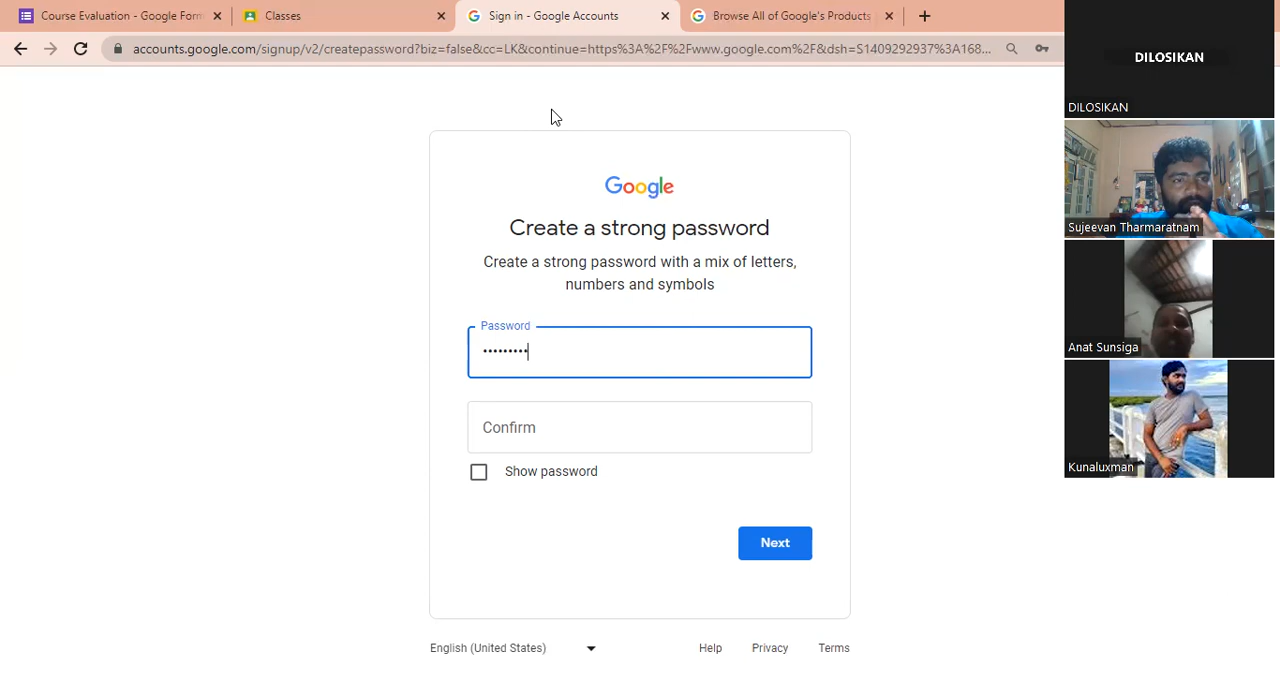 Course Evaluation - Google Form
Classes
Sign in - Google Accounts
Browse All of Google's Products
accounts.google.com/signup/v2/createpassword?biz=false&cc=LK&continue=https%3A%2F%2Fwww.google.com%2F&dsh=S1409292937%3A168...
Google
Create a strong password
Create a strong password with a mix of letters,
numbers and symbols
Password
•••••••••
Confirm
Show password
Next
English (United States)
Help
Privacy
Terms
DILOSIKAN
DILOSIKAN
Sujeevan Tharmaratnam
Anat Sunsiga
Kunaluxman